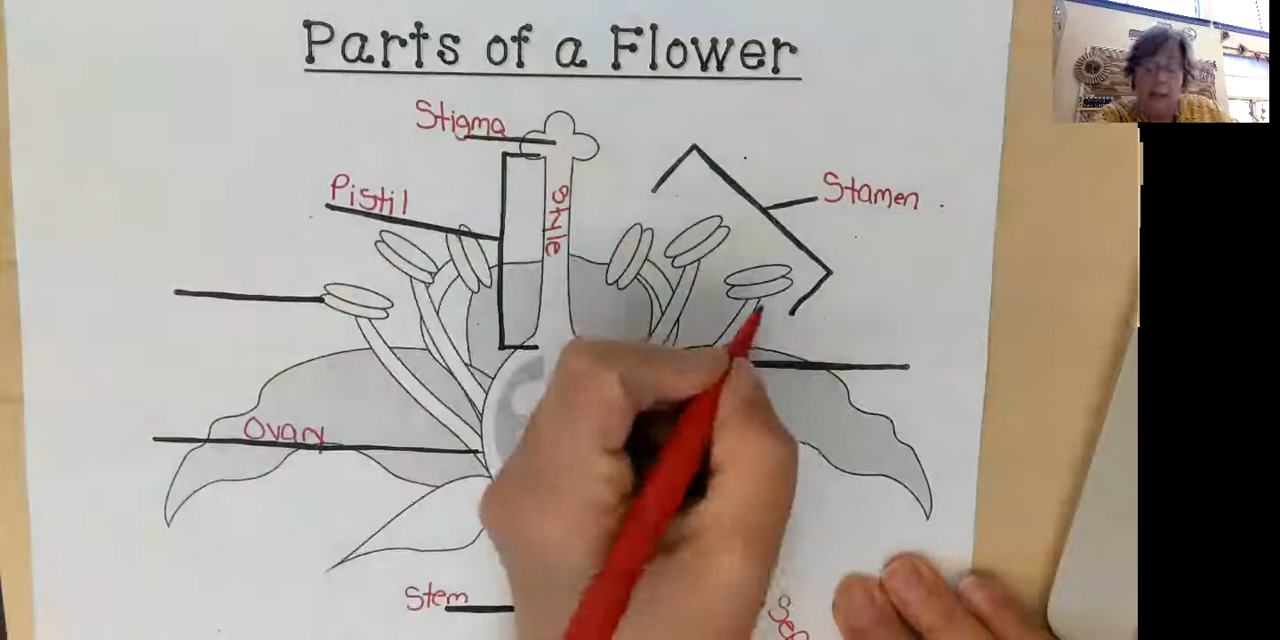 Parts of a Flower
Stigma
Pistil
Style
Stamen
Ovary
Stem